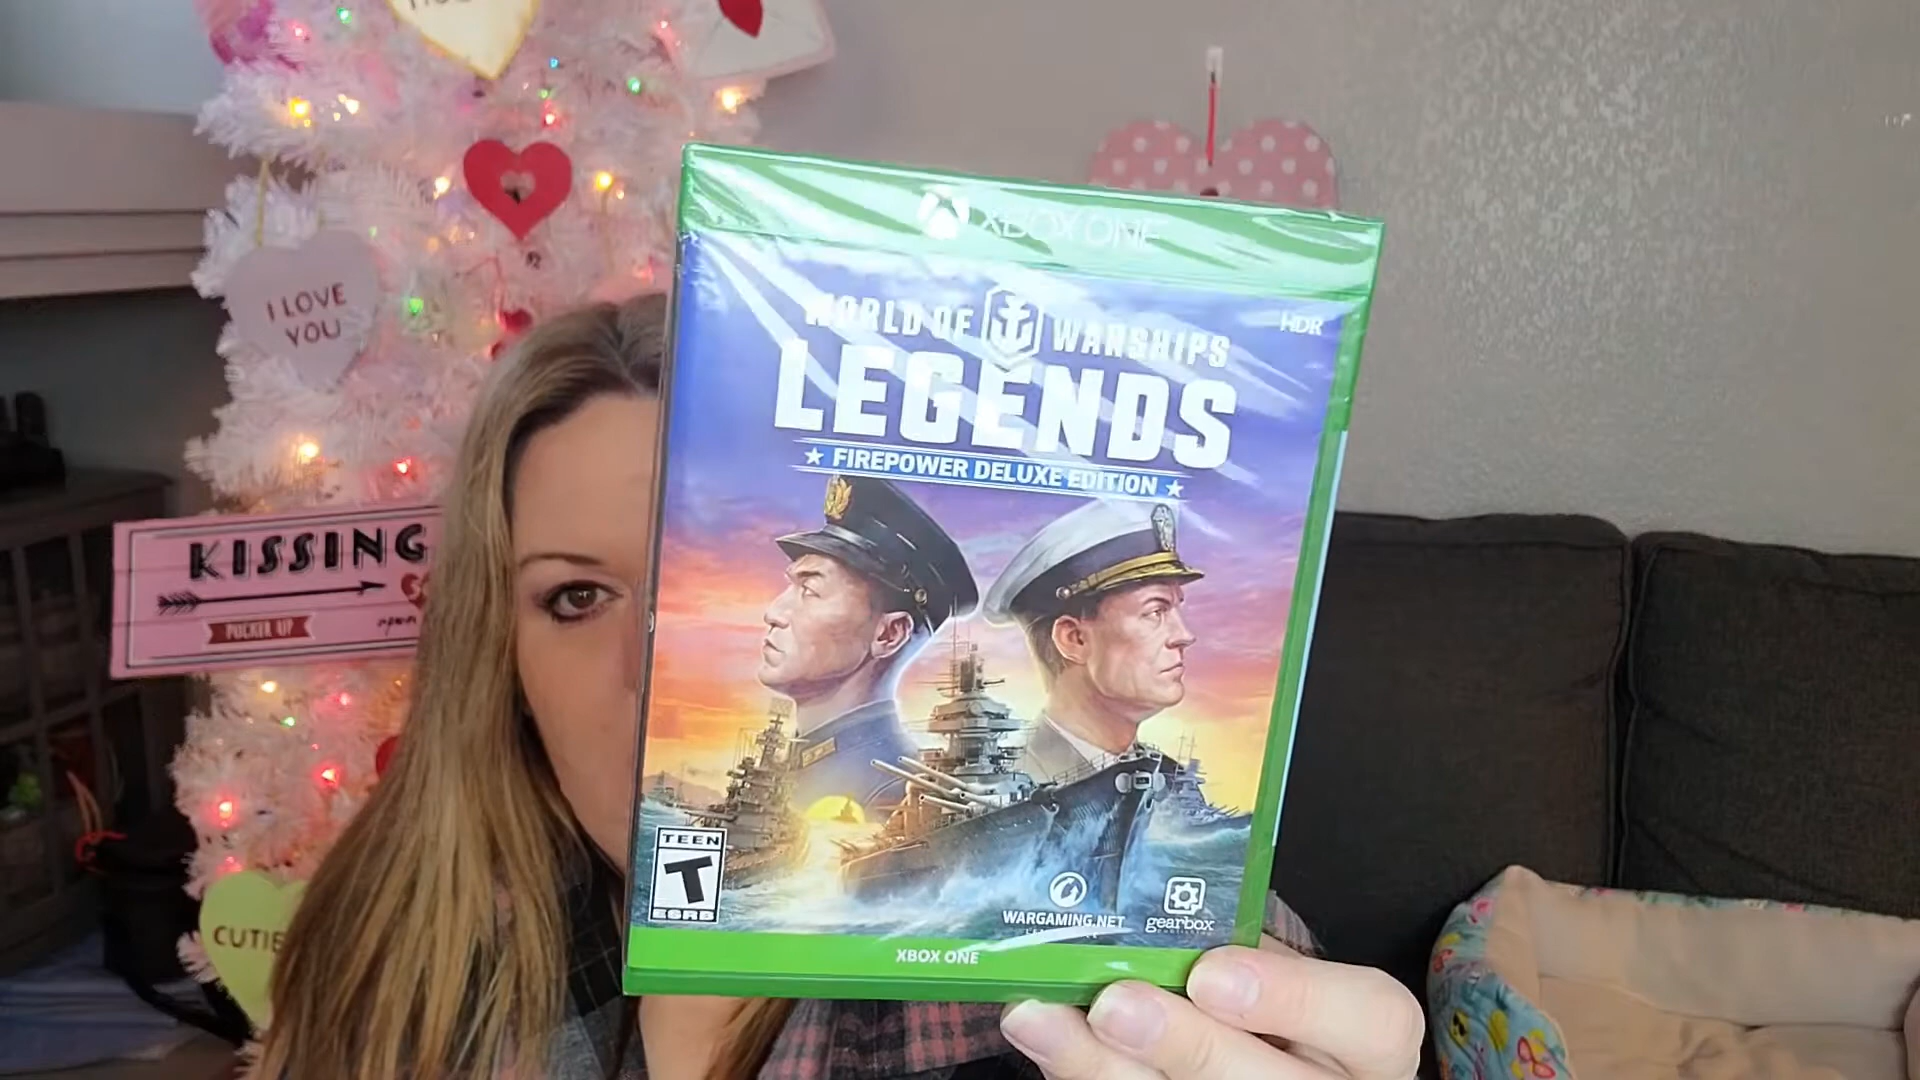 I LOVE
YOU
KISSING
PUCKER UP
CUTIE
XBOX ONE
WORLD OF WARSHIPS
HDR
LEGENDS
FIREPOWER DELUXE EDITION
TEEN
T
ESRB
WARGAMING.NET
gearbox
publishing
XBOX ONE